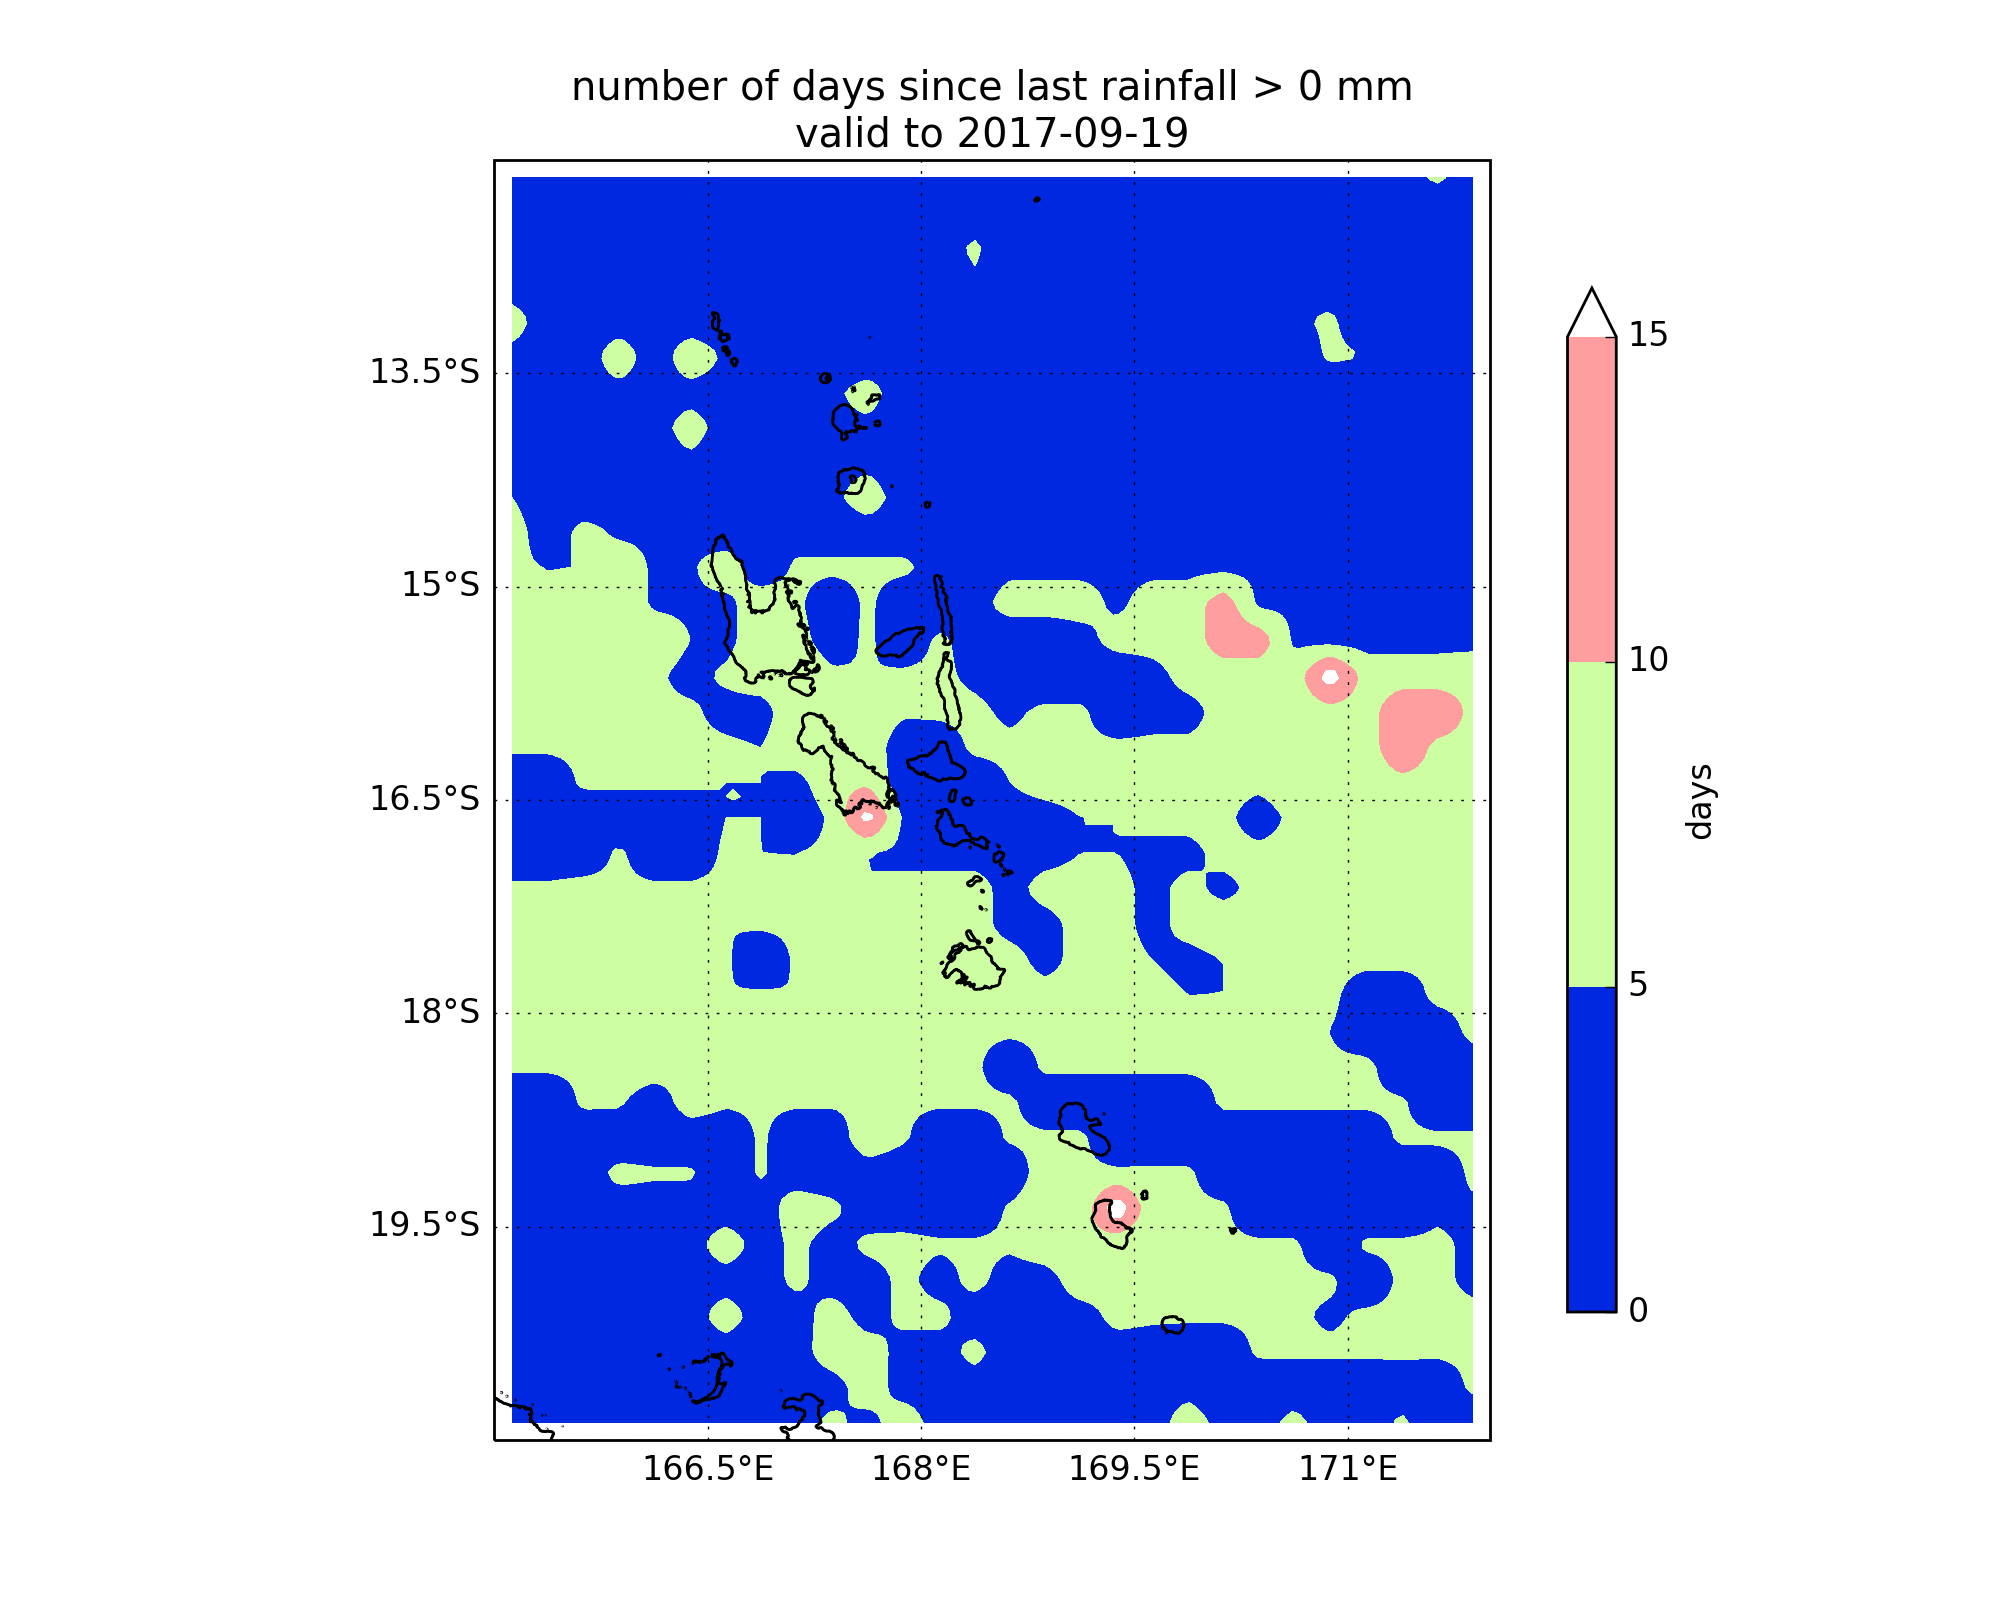 number of days since last rainfall > 0 mm
valid to 2017-09-19
13.5°S
15°S
16.5°S
18°S
19.5°S
166.5°E
168°E
169.5°E
171°E
15
10
5
0
days